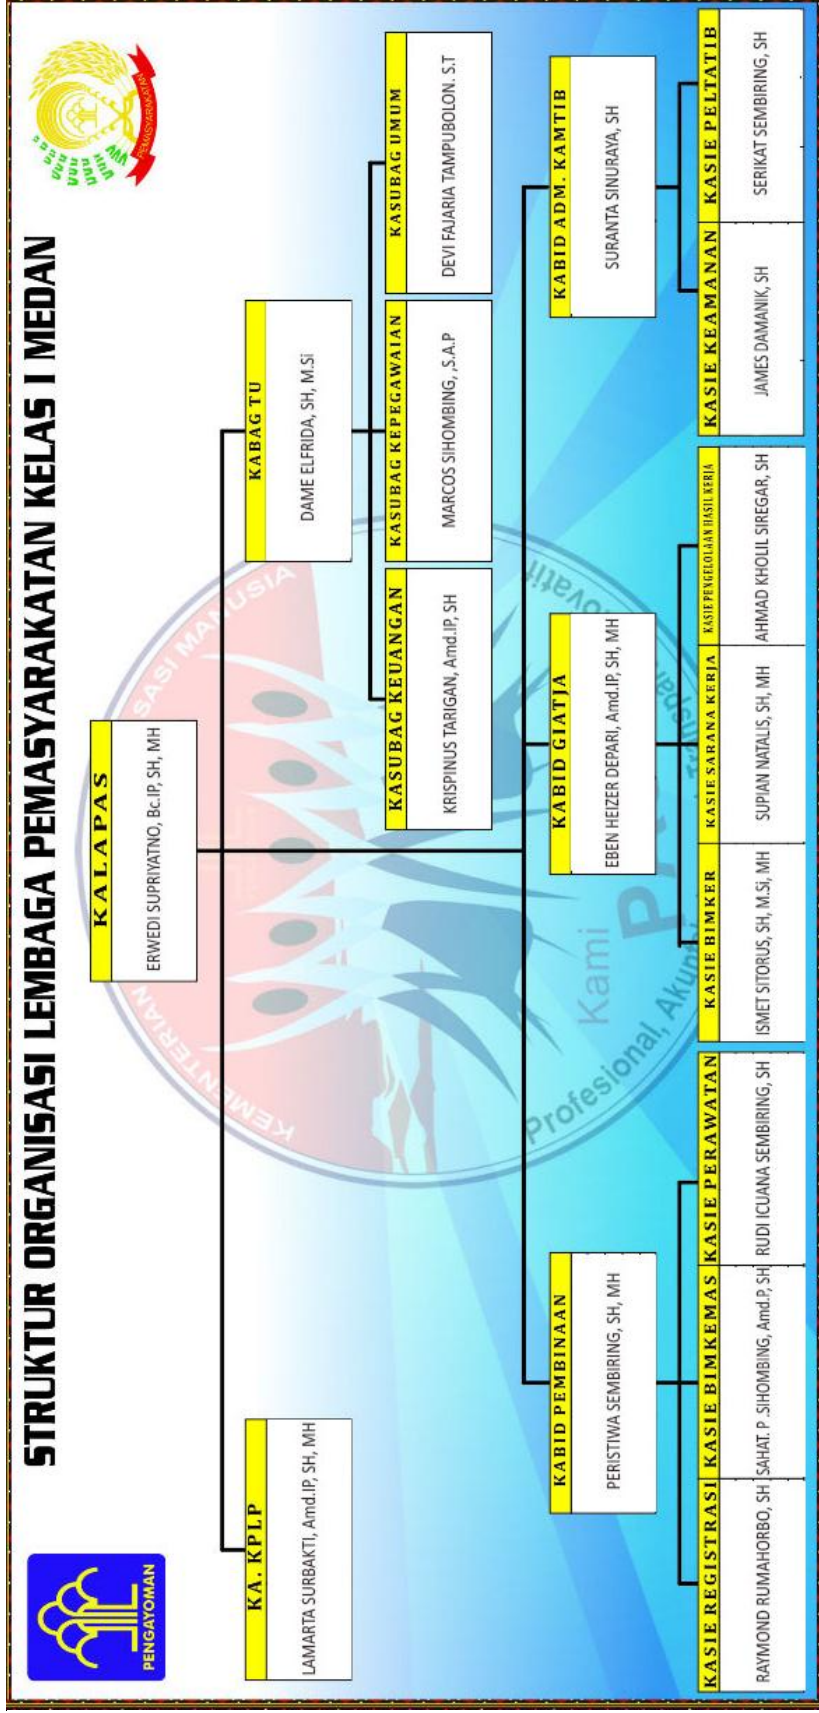 STRUKTUR ORGANISASI LEMBAGA PEMASYARAKATAN KELAS I MEDAN
PENGAYOMAN
PEMASYARAKATAN
KALAPAS
ERWEDI SUPRIYATNO, Bc.IP, SH, MH
KA. KPLP
LAMARTA SURBAKTI, Amd.IP, SH, MH
KABAG TU
DAME ELFRIDA, SH, M.Si
KASUBAG KEUANGAN
KRISPINUS TARIGAN, Amd.IP, SH
KASUBAG KEPEGAWAIAN
MARCOS SIHOMBING, ,S.A.P
KASUBAG UMUM
DEVI FAJARIA TAMPUBOLON. S.T
KABID PEMBINAAN
PERISTIWA SEMBIRING, SH, MH
KABID GIATJA
EBEN HEIZER DEPARI, Amd.IP, SH, MH
KABID ADM. KAMTIB
SURANTA SINURAYA, SH
KASIE REGISTRASI
RAYMOND RUMAHORBO, SH
KASIE BIMKEMAS
SAHAT. P .SIHOMBING, Amd.P, SH
KASIE PERAWATAN
RUDI ICUANA SEMBIRING, SH
KASIE BIMKER
ISMET SITORUS, SH, M.Si, MH
KASIE SARANA KERJA
SUPIAN NATALIS, SH, MH
KASIE PENGELOLAAN HASIL KERJA
AHMAD KHOLIL SIREGAR, SH
KASIE KEAMANAN
JAMES DAMANIK, SH
KASIE PELTATIB
SERIKAT SEMBIRING, SH
KEMENTERIAN
ASASI MANUSIA
Kami
Profesional,